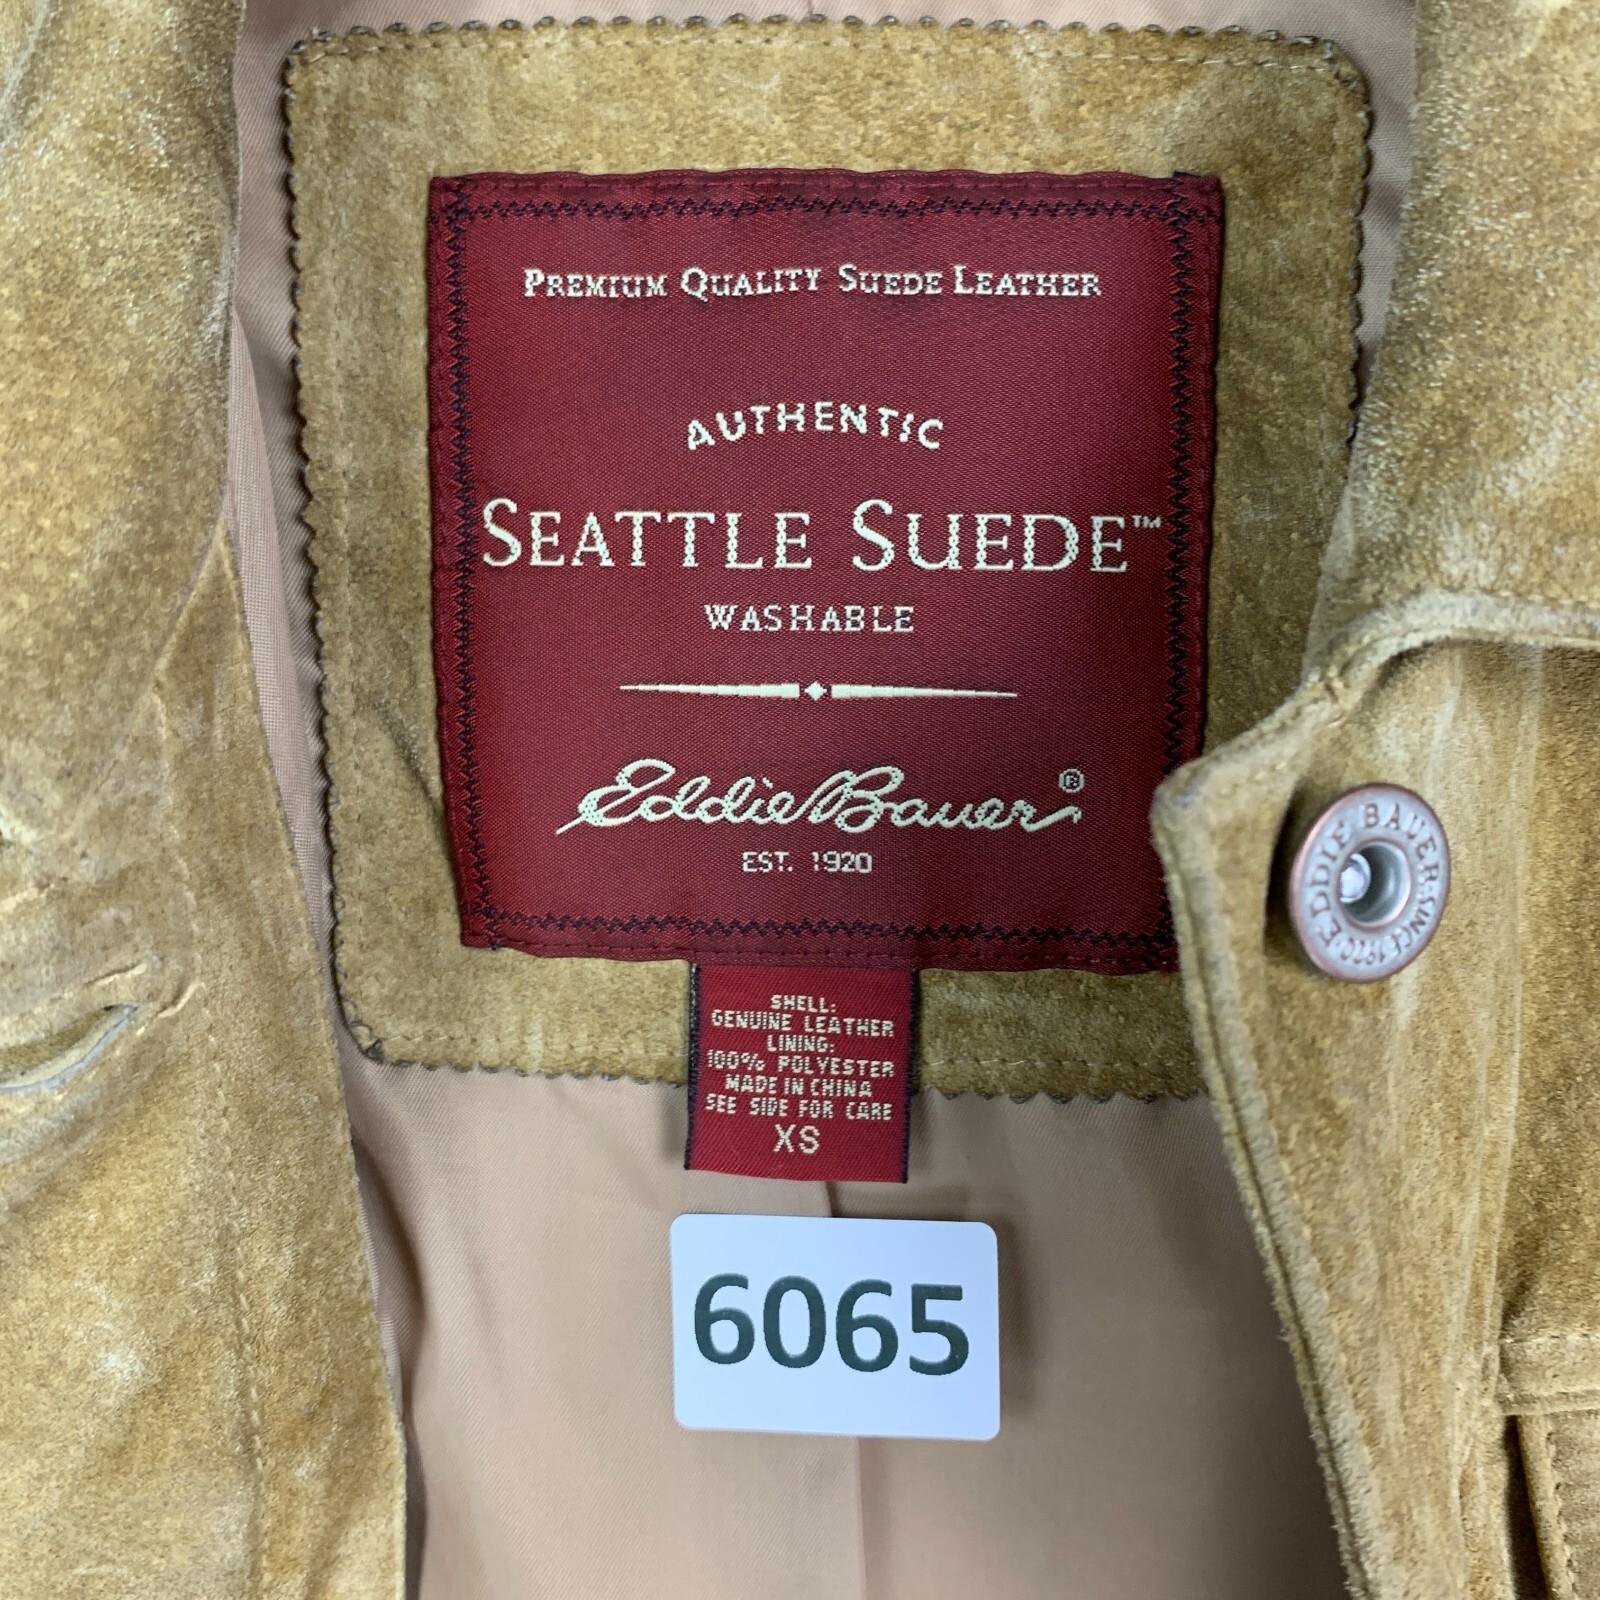 PREMIUM QUALITY SUEDE LEATHER
AUTHENTIC
SEATTLE SUEDE™
WASHABLE
Eddie Bauer®
EST. 1920
SHELL:
GENUINE LEATHER
LINING:
100% POLYESTER
MADE IN CHINA
SEE SIDE FOR CARE
XS
6065
EDDIE BAUER·SINCE 1920·